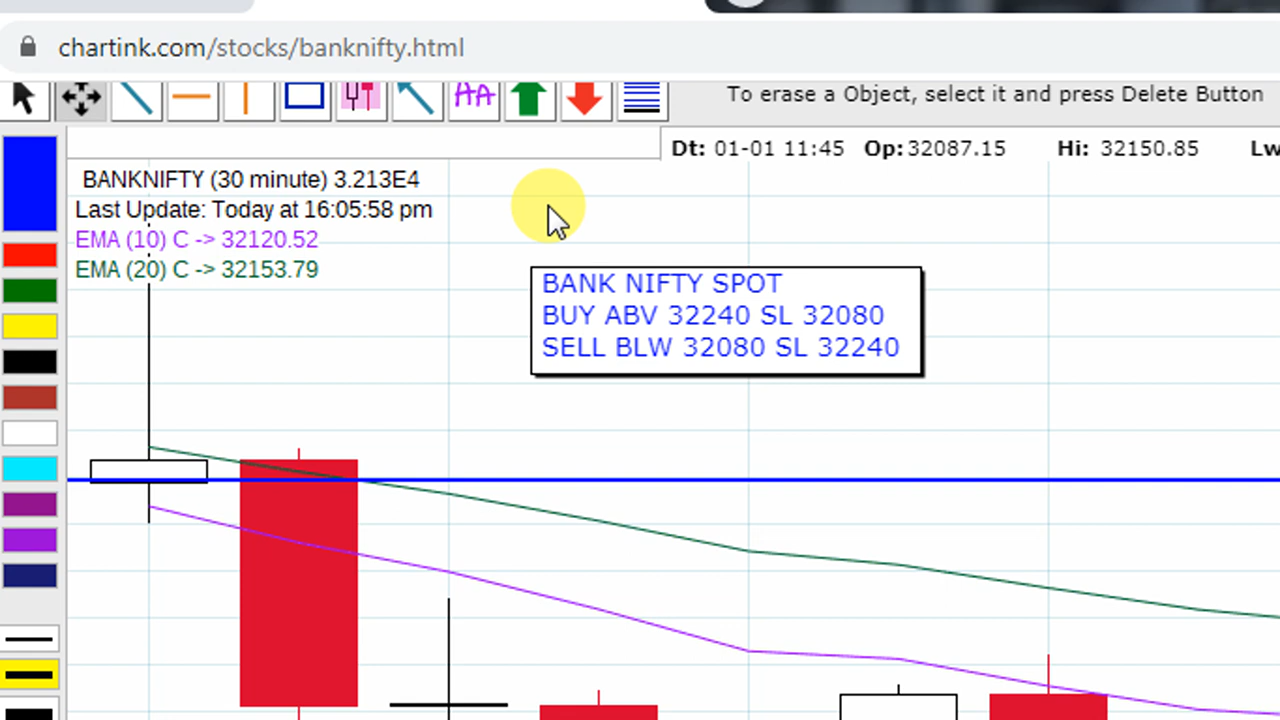 chartink.com/stocks/banknifty.html
AA
To erase a Object, select it and press Delete Button
Dt: 01-01 11:45 Op:32087.15 Hi: 32150.85 Lw
BANKNIFTY (30 minute) 3.213E4
Last Update: Today at 16:05:58 pm
EMA (10) C -> 32120.52
EMA (20) C -> 32153.79
BANK NIFTY SPOT
BUY ABV 32240 SL 32080
SELL BLW 32080 SL 32240